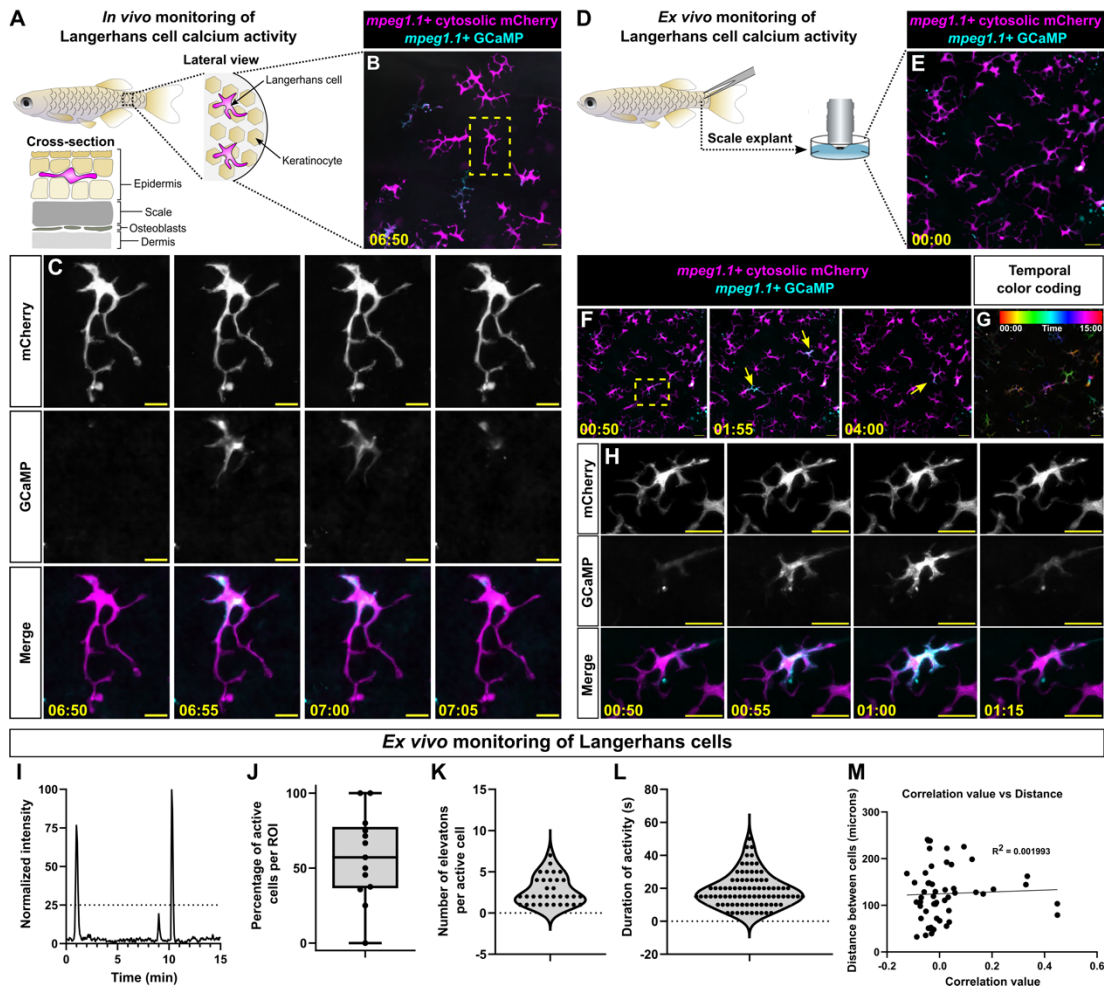 A
In vivo monitoring of
Langerhans cell calcium activity
Lateral view
Langerhans cell
Keratinocyte
Cross-section
Epidermis
Scale
Osteoblasts
Dermis
mpeg1.1+ cytosolic mCherry
mpeg1.1+ GCaMP
B
06:50
D
Ex vivo monitoring of
Langerhans cell calcium activity
Scale explant
mpeg1.1+ cytosolic mCherry
mpeg1.1+ GCaMP
E
00:00
C
mCherry
GCaMP
Merge
06:50
06:55
07:00
07:05
mpeg1.1+ cytosolic mCherry
mpeg1.1+ GCaMP
Temporal
color coding
F
00:50
01:55
04:00
G
00:00 Time 15:00
H
mCherry
GCaMP
Merge
00:50
00:55
01:00
01:15
Ex vivo monitoring of Langerhans cells
I
Normalized intensity
100
75
50
25
0
0 5 10 15
Time (min)
J
Percentage of active
cells per ROI
100
50
0
K
Number of elevatons
per active cell
15
10
5
0
-5
L
Duration of activity (s)
80
60
40
20
0
-20
M
Correlation value vs Distance
Distance between cells (microns)
300
200
100
0
R2 = 0.001993
-0.2 0.0 0.2 0.4 0.6
Correlation value